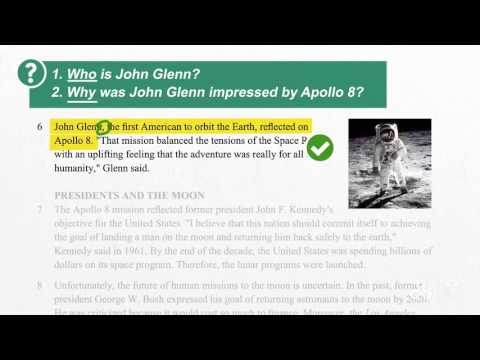 ?
1. Who is John Glenn?
2. Why was John Glenn impressed by Apollo 8?
6 John Glenn, the first American to orbit the Earth, reflected on
Apollo 8. "That mission balanced the tensions of the Space
with an uplifting feeling that the adventure was really for all
humanity," Glenn said.
PRESIDENTS AND THE MOON
7 The Apollo 8 mission reflected former president John F. Kennedy's
objective for the United States. "I believe that this nation should commit itself to achieving
the goal of landing a man on the moon and returning him back safely to the earth,"
Kennedy said in 1961. By the end of the decade, the United States was spending billions of
dollars on its space program. Therefore, the lunar programs were launched.
8 Unfortunately, the future of human missions to the moon is uncertain. In the past, former
president George W. Bush expressed his goal of returning astronauts to the moon by
He was criticized because it would cost so much to finance. Moreover, the Los Angeles